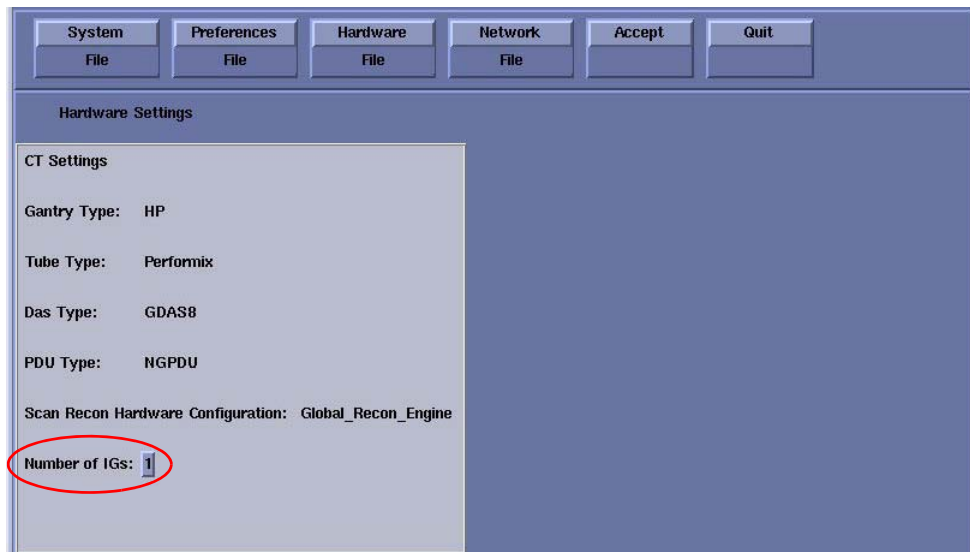 System Preferences Hardware Network Accept Quit
File File File File
Hardware Settings
CT Settings
Gantry Type: HP
Tube Type: Performix
Das Type: GDAS8
PDU Type: NGPDU
Scan Recon Hardware Configuration: Global_Recon_Engine
Number of IGs: 1